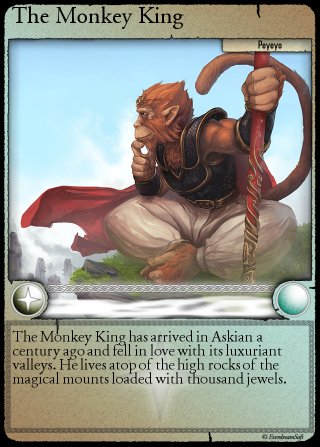 The Monkey King
Peyeyo
The Monkey King has arrived in Askian a
century ago and fell in love with its luxuriant
valleys. He lives atop of the high rocks of the
magical mounts loaded with thousand jewels.
© EverdreamSoft